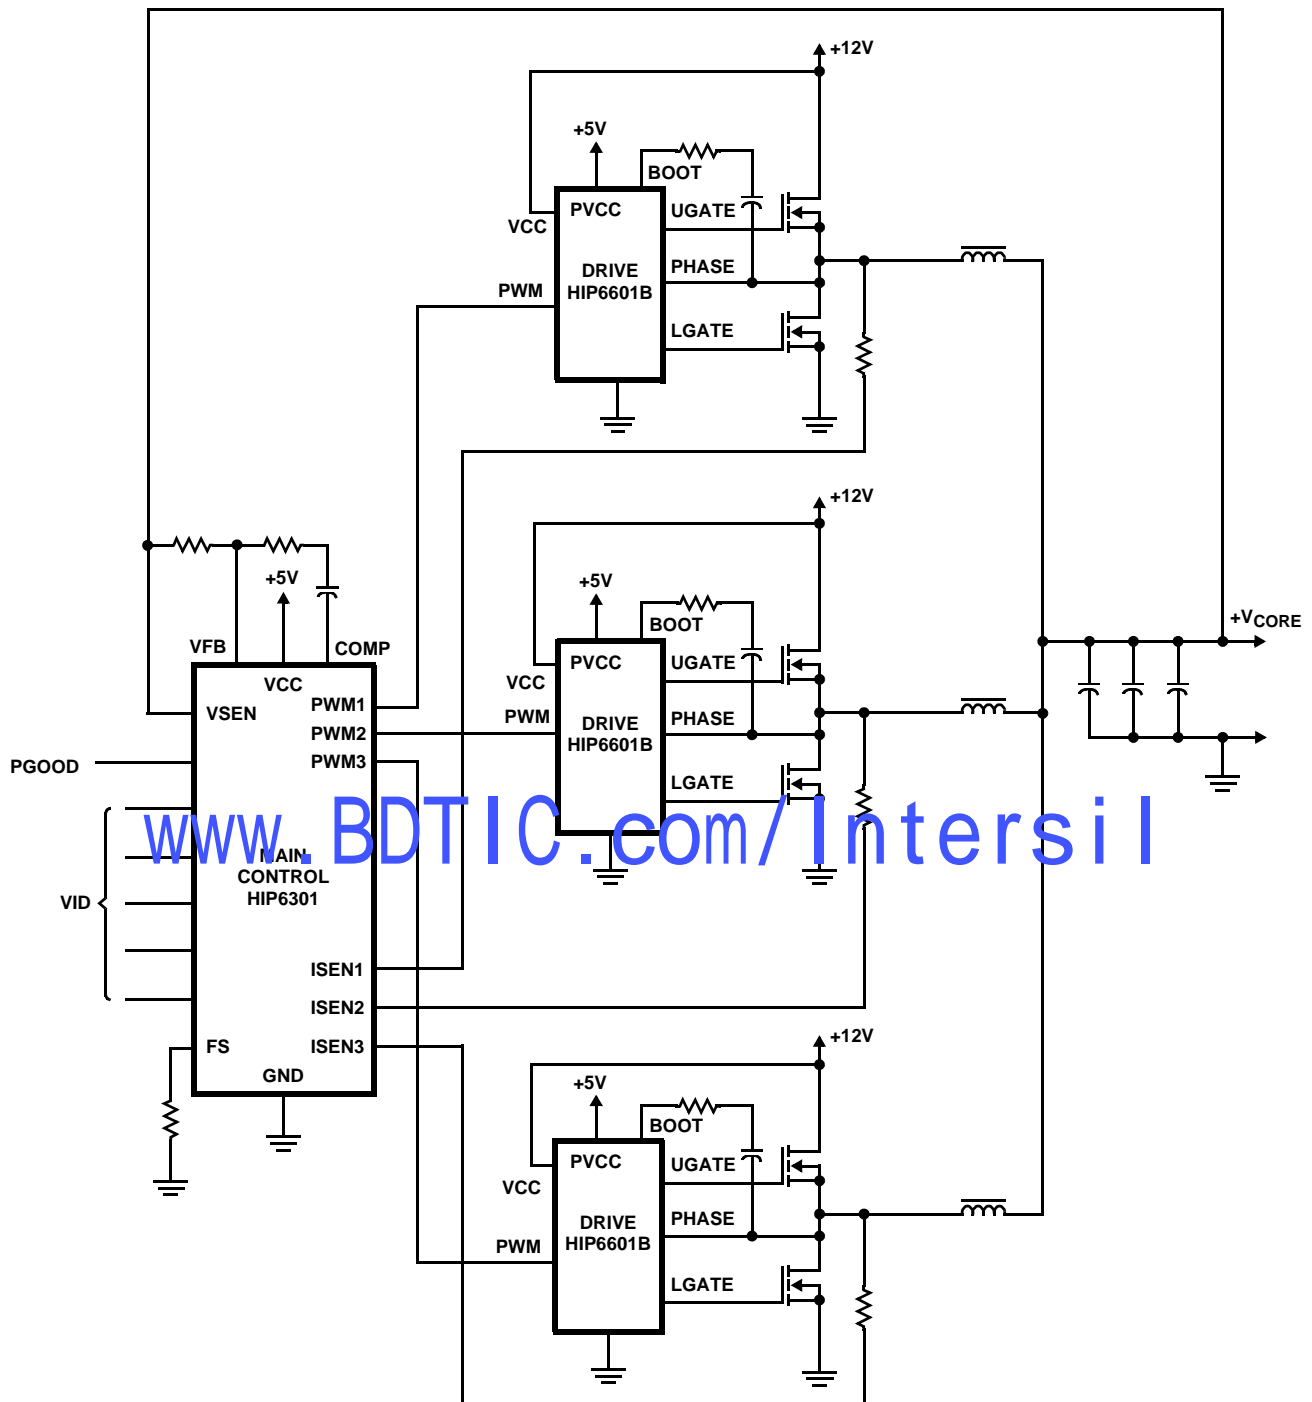 +12V
+5V
BOOT
PVCC
UGATE
VCC
DRIVE
HIP6601B
PHASE
PWM
LGATE
+12V
+5V
BOOT
PVCC
UGATE
VCC
PWM
DRIVE
HIP6601B
PHASE
LGATE
+5V
VFB
COMP
VCC
VSEN
PWM1
PWM2
PWM3
PGOOD
+VCORE
www.BDTIC.com/Intersil
MAIN
CONTROL
HIP6301
VID
ISEN1
ISEN2
ISEN3
FS
GND
+12V
+5V
BOOT
PVCC
UGATE
VCC
DRIVE
HIP6601B
PHASE
PWM
LGATE